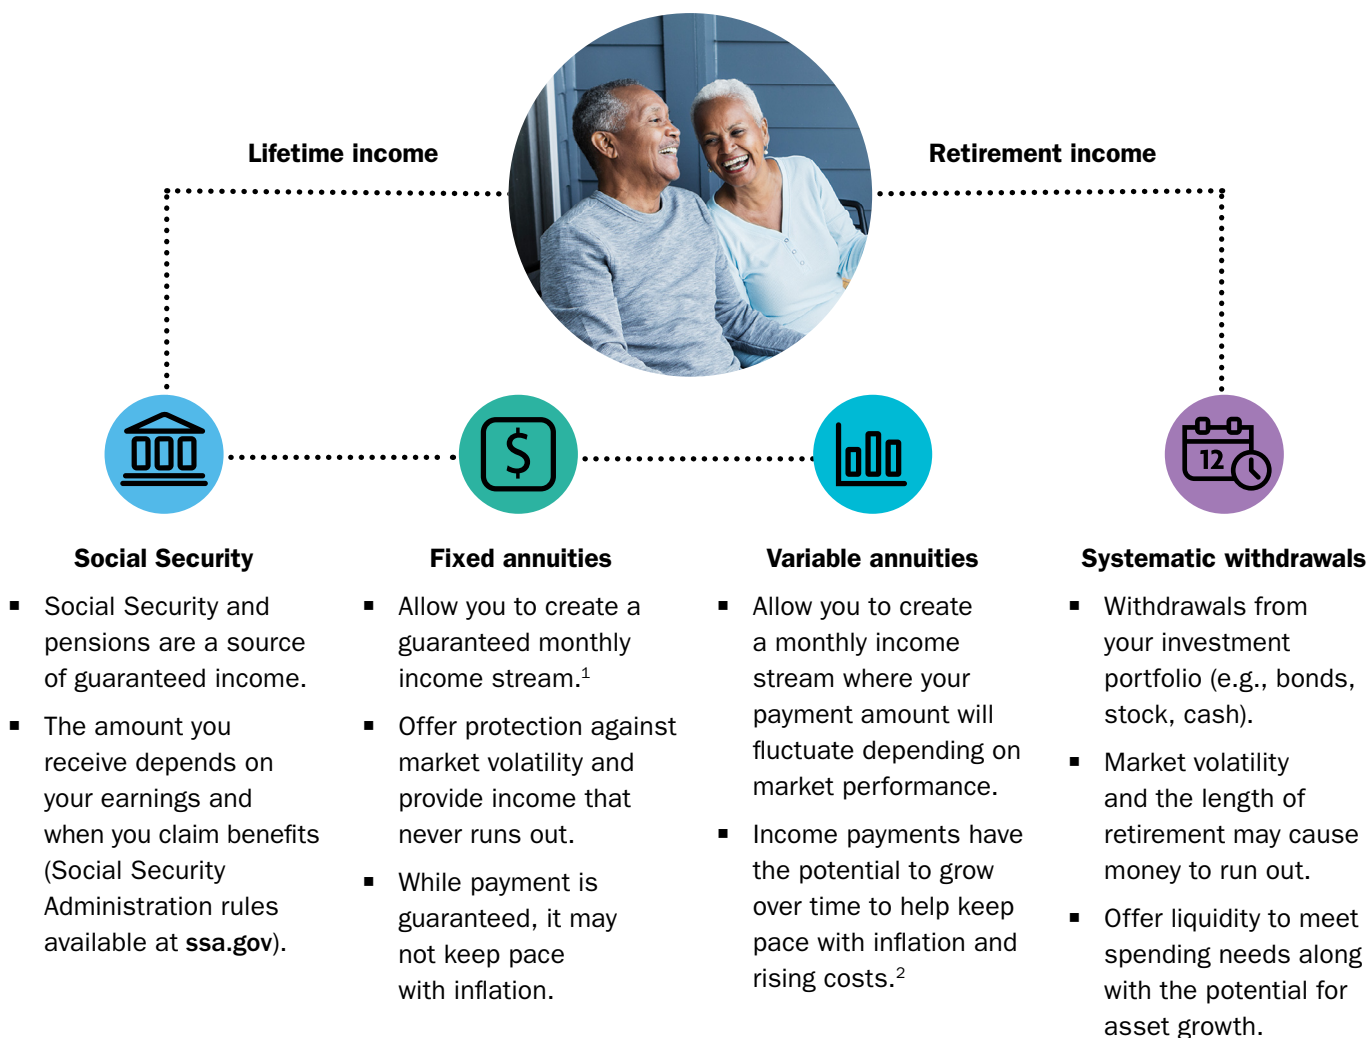 Lifetime income
Retirement income
$
12
Social Security
▪ Social Security and
pensions are a source
of guaranteed income.
▪ The amount you
receive depends on
your earnings and
when you claim benefits
(Social Security
Administration rules
available at ssa.gov).
Fixed annuities
▪ Allow you to create a
guaranteed monthly
income stream.¹
▪ Offer protection against
market volatility and
provide income that
never runs out.
▪ While payment is
guaranteed, it may
not keep pace
with inflation.
Variable annuities
▪ Allow you to create
a monthly income
stream where your
payment amount will
fluctuate depending on
market performance.
▪ Income payments have
the potential to grow
over time to help keep
pace with inflation and
rising costs.²
Systematic withdrawals
▪ Withdrawals from
your investment
portfolio (e.g., bonds,
stock, cash).
▪ Market volatility
and the length of
retirement may cause
money to run out.
▪ Offer liquidity to meet
spending needs along
with the potential for
asset growth.